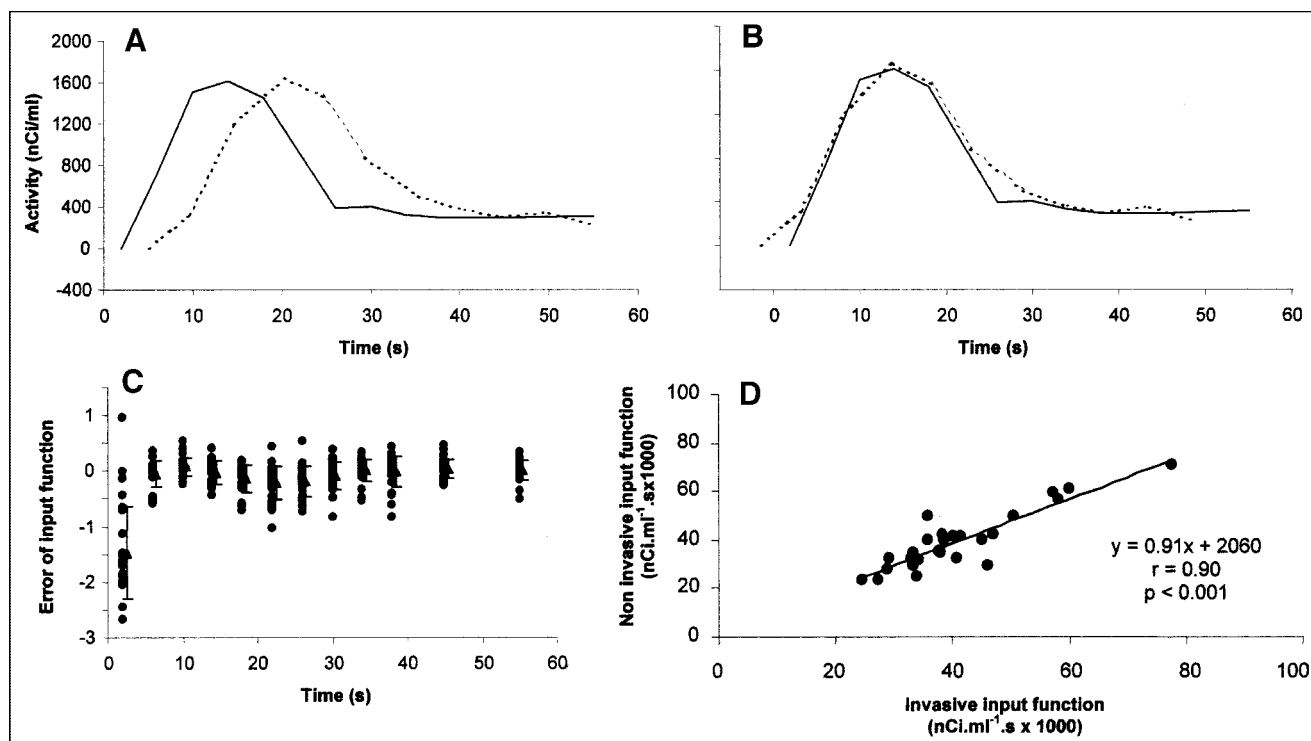 A
2000
1600
1200
800
400
0
-400
Activity (nCi/ml)
0 10 20 30 40 50 60
Time (s)
B
0 10 20 30 40 50 60
Time (s)
C
1
0
-1
-2
-3
Error of input function
0 10 20 30 40 50 60
Time (s)
D
100
80
60
40
20
0
Non invasive input function
(nCi.ml⁻¹.sx1000)
y = 0.91x + 2060
r = 0.90
p < 0.001
0 20 40 60 80 100
Invasive input function
(nCi.ml⁻¹.s x 1000)